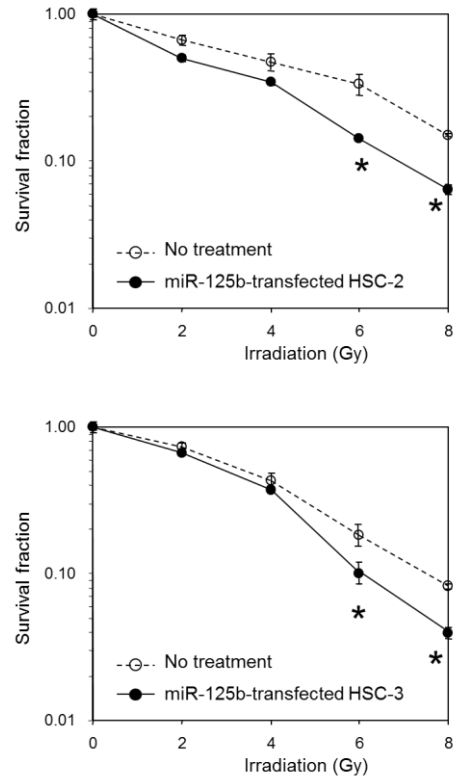 Survival fraction
1.00
0.10
0.01
No treatment
miR-125b-transfected HSC-2
*
*
0 2 4 6 8
Irradiation (Gy)
Survival fraction
1.00
0.10
0.01
No treatment
miR-125b-transfected HSC-3
*
*
0 2 4 6 8
Irradiation (Gy)